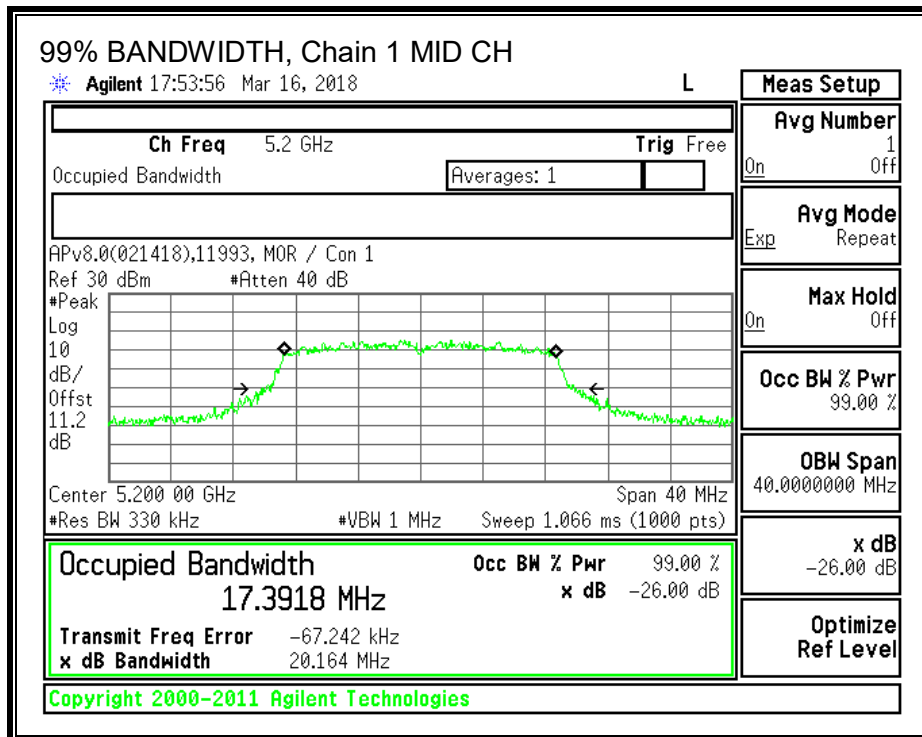 99% BANDWIDTH, Chain 1 MID CH
Agilent 17:53:56 Mar 16, 2018 L
Ch Freq 5.2 GHz Trig Free
Occupied Bandwidth Averages: 1
APv8.0(021418),11993, MOR / Con 1
Ref 30 dBm #Atten 40 dB
#Peak
Log
10
dB/
Offst
11.2
dB
Center 5.200 00 GHz Span 40 MHz
#Res BW 330 kHz #VBW 1 MHz Sweep 1.066 ms (1000 pts)
Occupied Bandwidth Occ BW % Pwr 99.00 %
17.3918 MHz x dB -26.00 dB
Transmit Freq Error -67.242 kHz
x dB Bandwidth 20.164 MHz
Copyright 2000-2011 Agilent Technologies
Meas Setup
Avg Number
1
On Off
Avg Mode
Exp Repeat
Max Hold
On Off
Occ BW % Pwr
99.00 %
OBW Span
40.0000000 MHz
x dB
-26.00 dB
Optimize
Ref Level